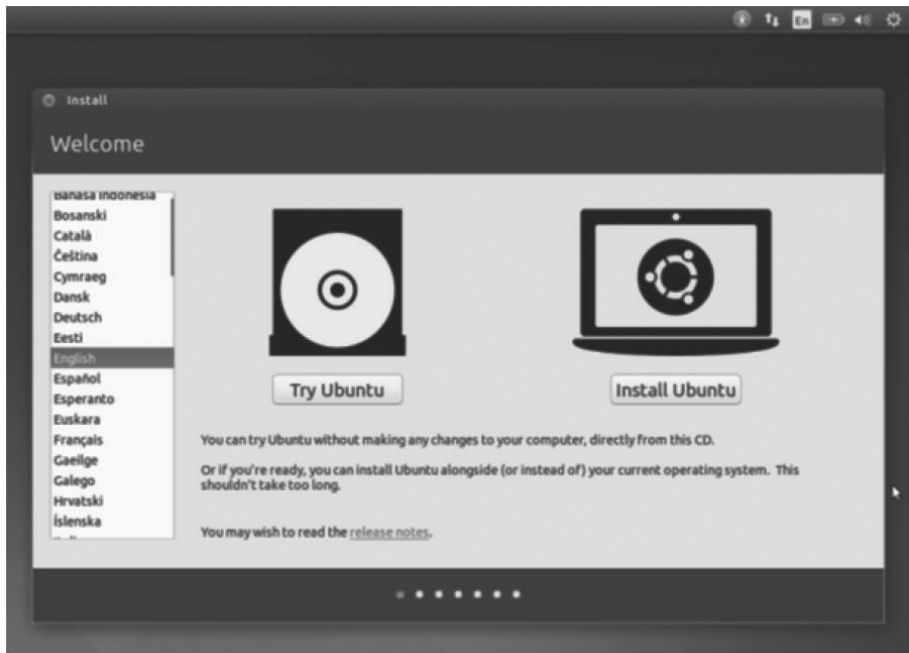 En
Install
Welcome
Bahasa Indonesia
Bosanski
Català
Čeština
Cymraeg
Dansk
Deutsch
Eesti
English
Español
Esperanto
Euskara
Français
Gaeilge
Galego
Hrvatski
Íslenska
Try Ubuntu
Install Ubuntu
You can try Ubuntu without making any changes to your computer, directly from this CD.
Or if you're ready, you can install Ubuntu alongside (or instead of) your current operating system. This
shouldn't take too long.
You may wish to read the release notes.